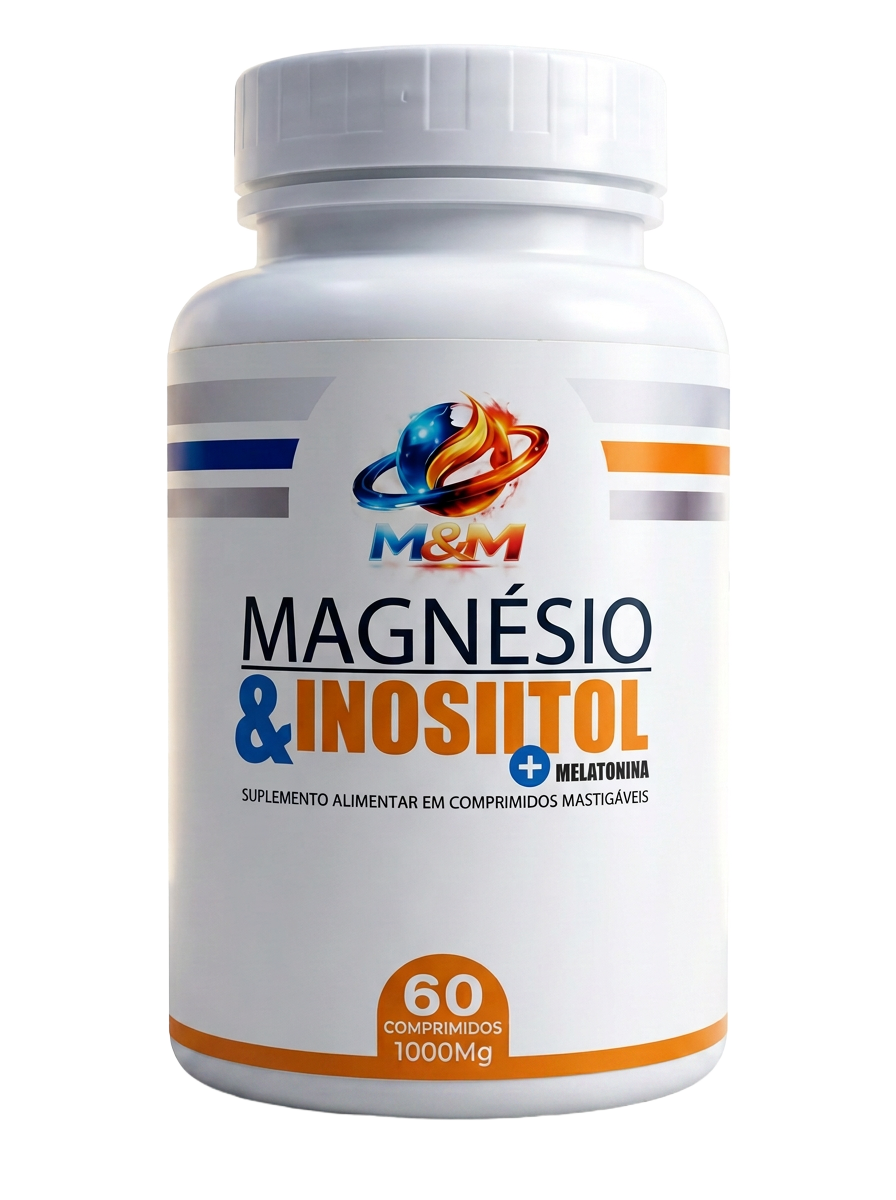 M&M
MAGNÉSIO
&INOSIITOL
+ MELATONINA
SUPLEMENTO ALIMENTAR EM COMPRIMIDOS MASTIGÁVEIS
60
COMPRIMIDOS
1000Mg